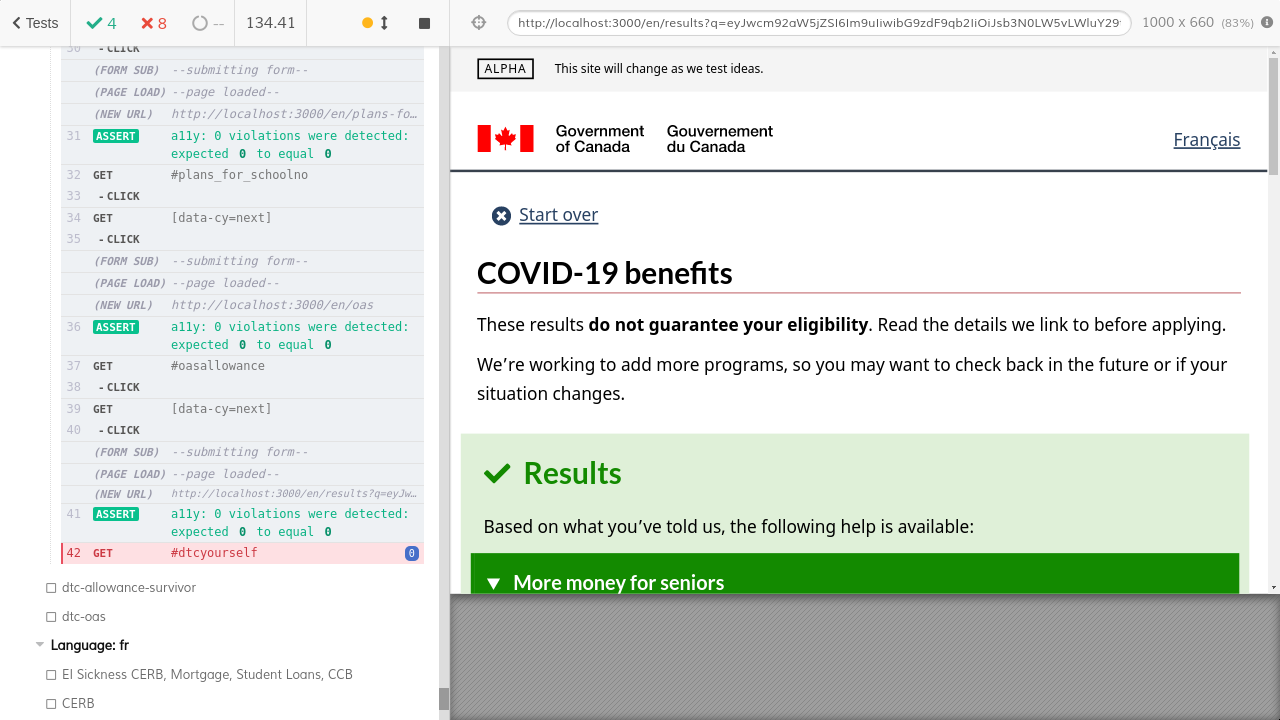 Tests
4
8
--
134.41
http://localhost:3000/en/results?q=eyJwcm92aW5jZSI6Im9uIiwibG9zdF9qb2IiOiJsb3N0LW5vLWluY29
1000 x 660 (83%)
30 - CLICK
(FORM SUB) --submitting form--
(PAGE LOAD) --page loaded--
(NEW URL) http://localhost:3000/en/plans-fo…
31 ASSERT a11y: 0 violations were detected:
expected 0 to equal 0
32 GET #plans_for_schoolno
33 - CLICK
34 GET [data-cy=next]
35 - CLICK
(FORM SUB) --submitting form--
(PAGE LOAD) --page loaded--
(NEW URL) http://localhost:3000/en/oas
36 ASSERT a11y: 0 violations were detected:
expected 0 to equal 0
37 GET #oasallowance
38 - CLICK
39 GET [data-cy=next]
40 - CLICK
(FORM SUB) --submitting form--
(PAGE LOAD) --page loaded--
(NEW URL) http://localhost:3000/en/results?q=eyJw…
41 ASSERT a11y: 0 violations were detected:
expected 0 to equal 0
42 GET #dtcyourself 0
dtc-allowance-survivor
dtc-oas
Language: fr
EI Sickness CERB, Mortgage, Student Loans, CCB
CERB
ALPHA This site will change as we test ideas.
Government of Canada
Gouvernement du Canada
Français
Start over
COVID-19 benefits
These results do not guarantee your eligibility. Read the details we link to before applying.
We’re working to add more programs, so you may want to check back in the future or if your
situation changes.
Results
Based on what you’ve told us, the following help is available:
More money for seniors